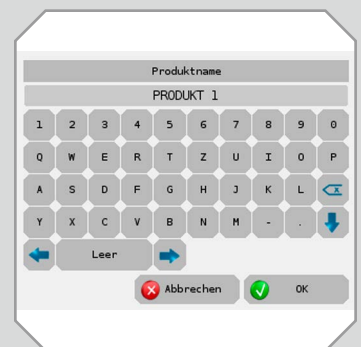 Produktname
PRODUKT 1
1 2 3 4 5 6 7 8 9 0
Q W E R T Z U I O P
A S D F G H J K L
Y X C V B N M - .
Leer
Abbrechen OK